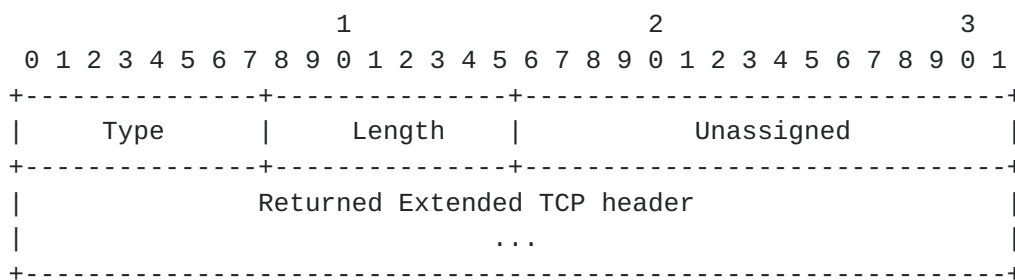 1                   2                   3
 0 1 2 3 4 5 6 7 8 9 0 1 2 3 4 5 6 7 8 9 0 1 2 3 4 5 6 7 8 9 0 1
+---------------+---------------+-------------------------------+
|     Type      |    Length     |           Unassigned          |
+---------------+---------------+-------------------------------+
|               Returned Extended TCP header                    |
|                              ...                              |
+---------------------------------------------------------------+